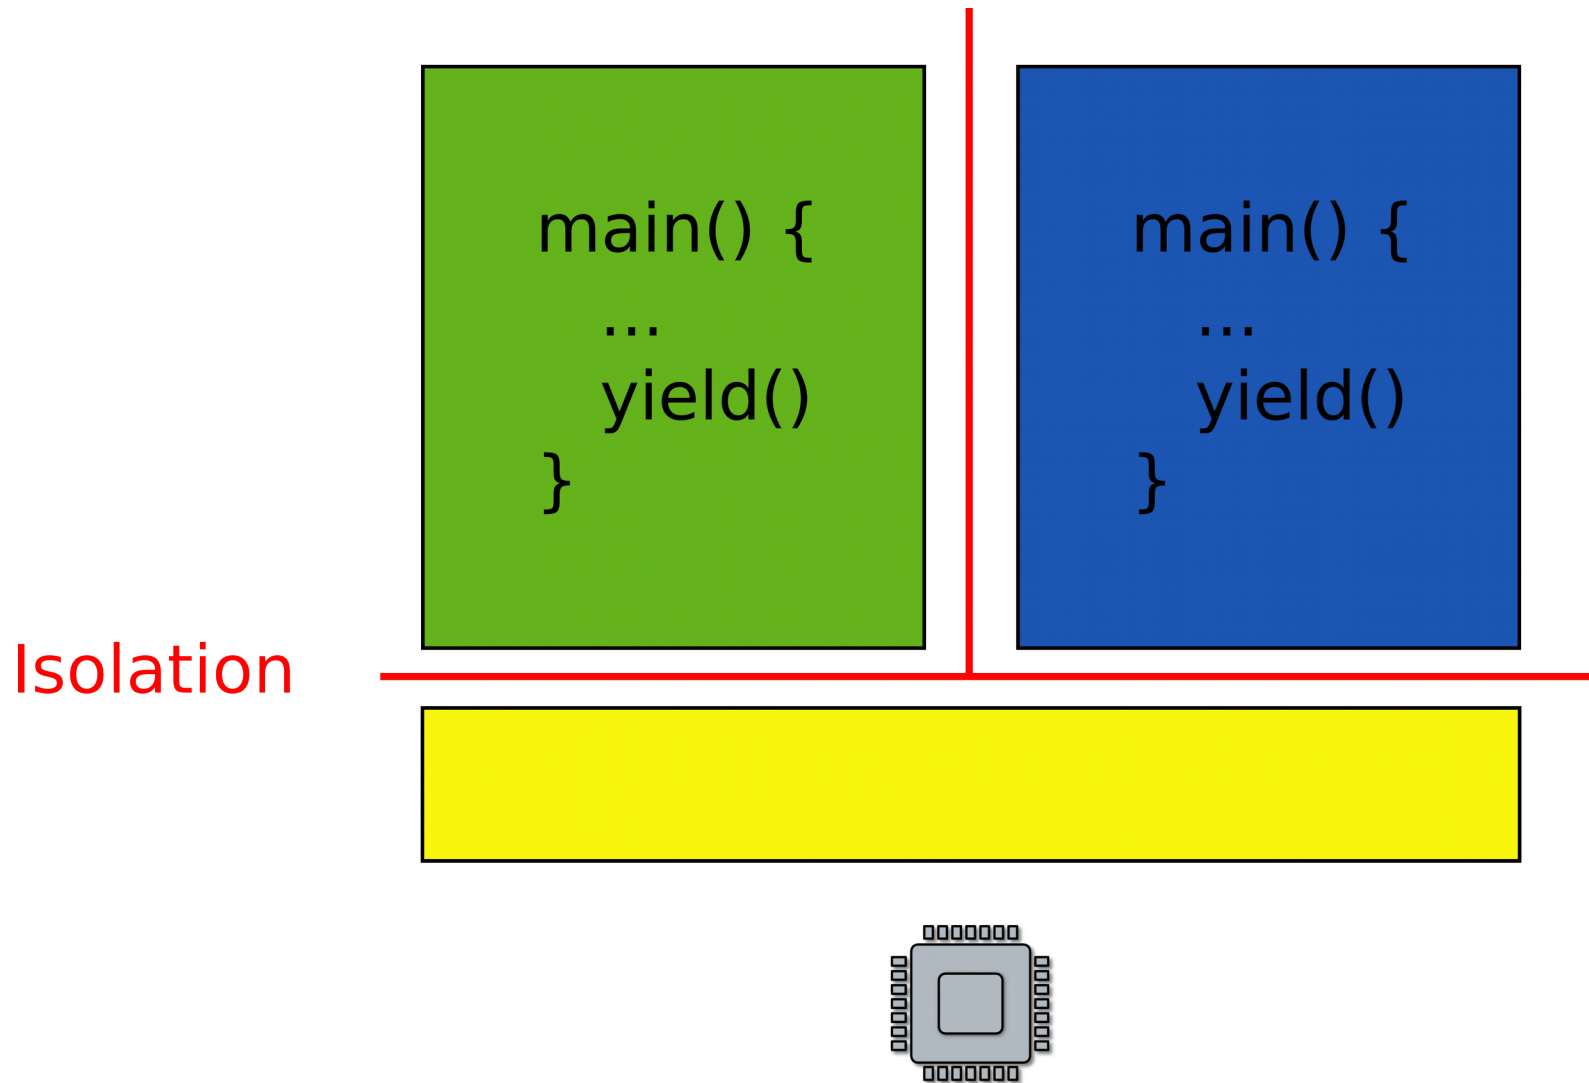 main() {
...
yield()
}
main() {
...
yield()
}
Isolation